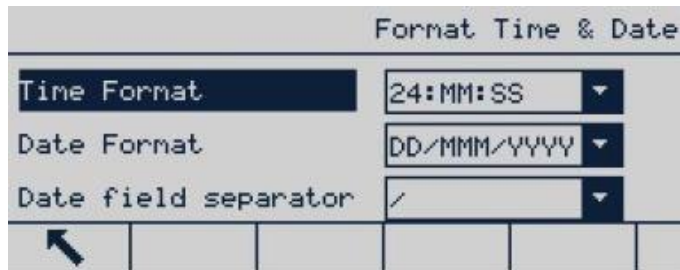 Format Time & Date
Time Format 24:MM:SS
Date Format DD/MMM/YYYY
Date field separator /